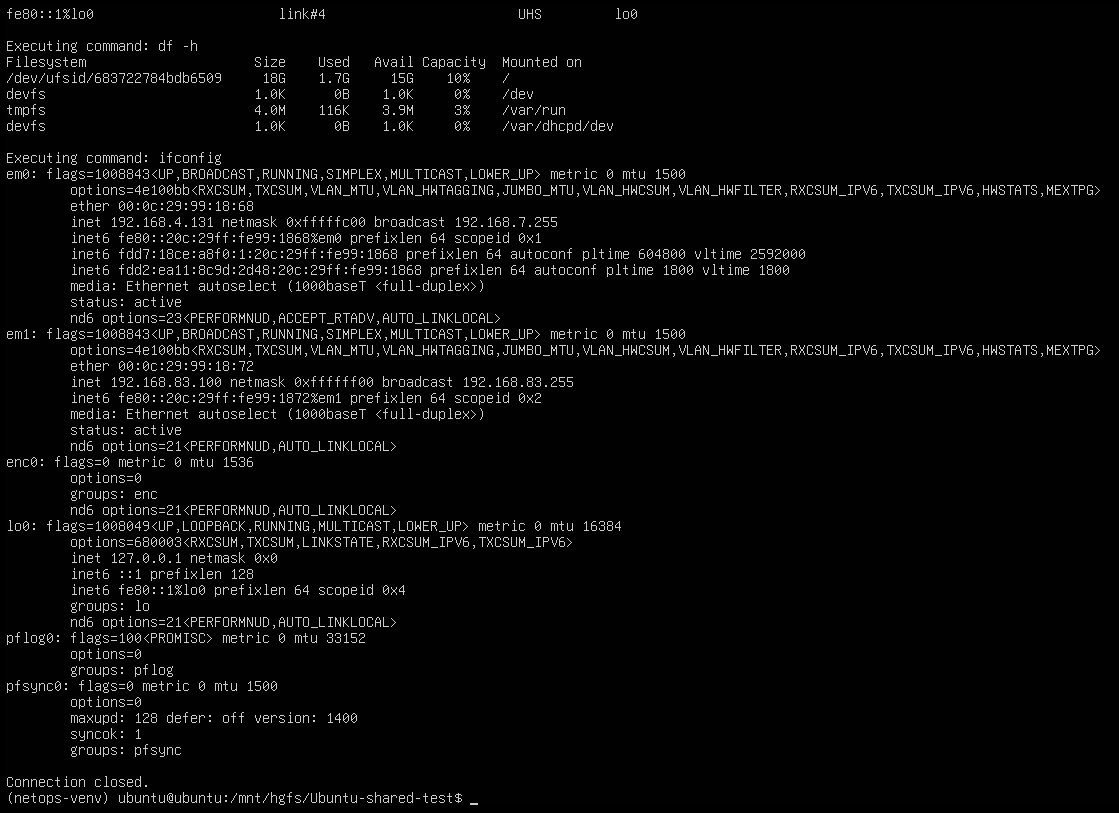 fe80::1%lo0                       link#4                        UHS         lo0
Executing command: df -h
Filesystem                     Size    Used   Avail Capacity  Mounted on
/dev/ufsid/683722784bdb6509     18G    1.7G     15G    10%    /
devfs                          1.0K      0B    1.0K     0%    /dev
tmpfs                          4.0M    116K    3.9M     3%    /var/run
devfs                          1.0K      0B    1.0K     0%    /var/dhcpd/dev
Executing command: ifconfig
em0: flags=1008843<UP,BROADCAST,RUNNING,SIMPLEX,MULTICAST,LOWER_UP> metric 0 mtu 1500
        options=4e100bb<RXCSUM,TXCSUM,VLAN_MTU,VLAN_HWTAGGING,JUMBO_MTU,VLAN_HWCSUM,VLAN_HWFILTER,RXCSUM_IPV6,TXCSUM_IPV6,HWSTATS,MEXTPG>
        ether 00:0c:29:99:18:68
        inet 192.168.4.131 netmask 0xfffffc00 broadcast 192.168.7.255
        inet6 fe80::20c:29ff:fe99:1868%em0 prefixlen 64 scopeid 0x1
        inet6 fdd7:18ce:a8f0:1:20c:29ff:fe99:1868 prefixlen 64 autoconf pltime 604800 vltime 2592000
        inet6 fdd2:ea11:8c9d:2d48:20c:29ff:fe99:1868 prefixlen 64 autoconf pltime 1800 vltime 1800
        media: Ethernet autoselect (1000baseT <full-duplex>)
        status: active
        nd6 options=23<PERFORMNUD,ACCEPT_RTADV,AUTO_LINKLOCAL>
em1: flags=1008843<UP,BROADCAST,RUNNING,SIMPLEX,MULTICAST,LOWER_UP> metric 0 mtu 1500
        options=4e100bb<RXCSUM,TXCSUM,VLAN_MTU,VLAN_HWTAGGING,JUMBO_MTU,VLAN_HWCSUM,VLAN_HWFILTER,RXCSUM_IPV6,TXCSUM_IPV6,HWSTATS,MEXTPG>
        ether 00:0c:29:99:18:72
        inet 192.168.83.100 netmask 0xffffff00 broadcast 192.168.83.255
        inet6 fe80::20c:29ff:fe99:1872%em1 prefixlen 64 scopeid 0x2
        media: Ethernet autoselect (1000baseT <full-duplex>)
        status: active
        nd6 options=21<PERFORMNUD,AUTO_LINKLOCAL>
enc0: flags=0 metric 0 mtu 1536
        options=0
        groups: enc
        nd6 options=21<PERFORMNUD,AUTO_LINKLOCAL>
lo0: flags=1008049<UP,LOOPBACK,RUNNING,MULTICAST,LOWER_UP> metric 0 mtu 16384
        options=680003<RXCSUM,TXCSUM,LINKSTATE,RXCSUM_IPV6,TXCSUM_IPV6>
        inet 127.0.0.1 netmask 0x0
        inet6 ::1 prefixlen 128
        inet6 fe80::1%lo0 prefixlen 64 scopeid 0x4
        groups: lo
        nd6 options=21<PERFORMNUD,AUTO_LINKLOCAL>
pflog0: flags=100<PROMISC> metric 0 mtu 33152
        options=0
        groups: pflog
pfsync0: flags=0 metric 0 mtu 1500
        options=0
        maxupd: 128 defer: off version: 1400
        syncok: 1
        groups: pfsync
Connection closed.
(netops-venv) ubuntu@ubuntu:/mnt/hgfs/Ubuntu-shared-test$ _